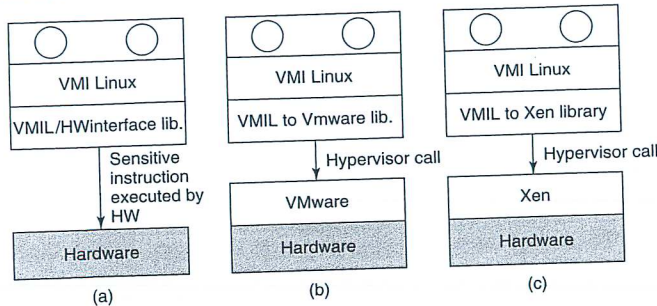 VMI Linux
VMIL/HWinterface lib.
Sensitive
instruction
executed by
HW
Hardware
(a)
VMI Linux
VMIL to Vmware lib.
Hypervisor call
VMware
Hardware
(b)
VMI Linux
VMIL to Xen library
Hypervisor call
Xen
Hardware
(c)